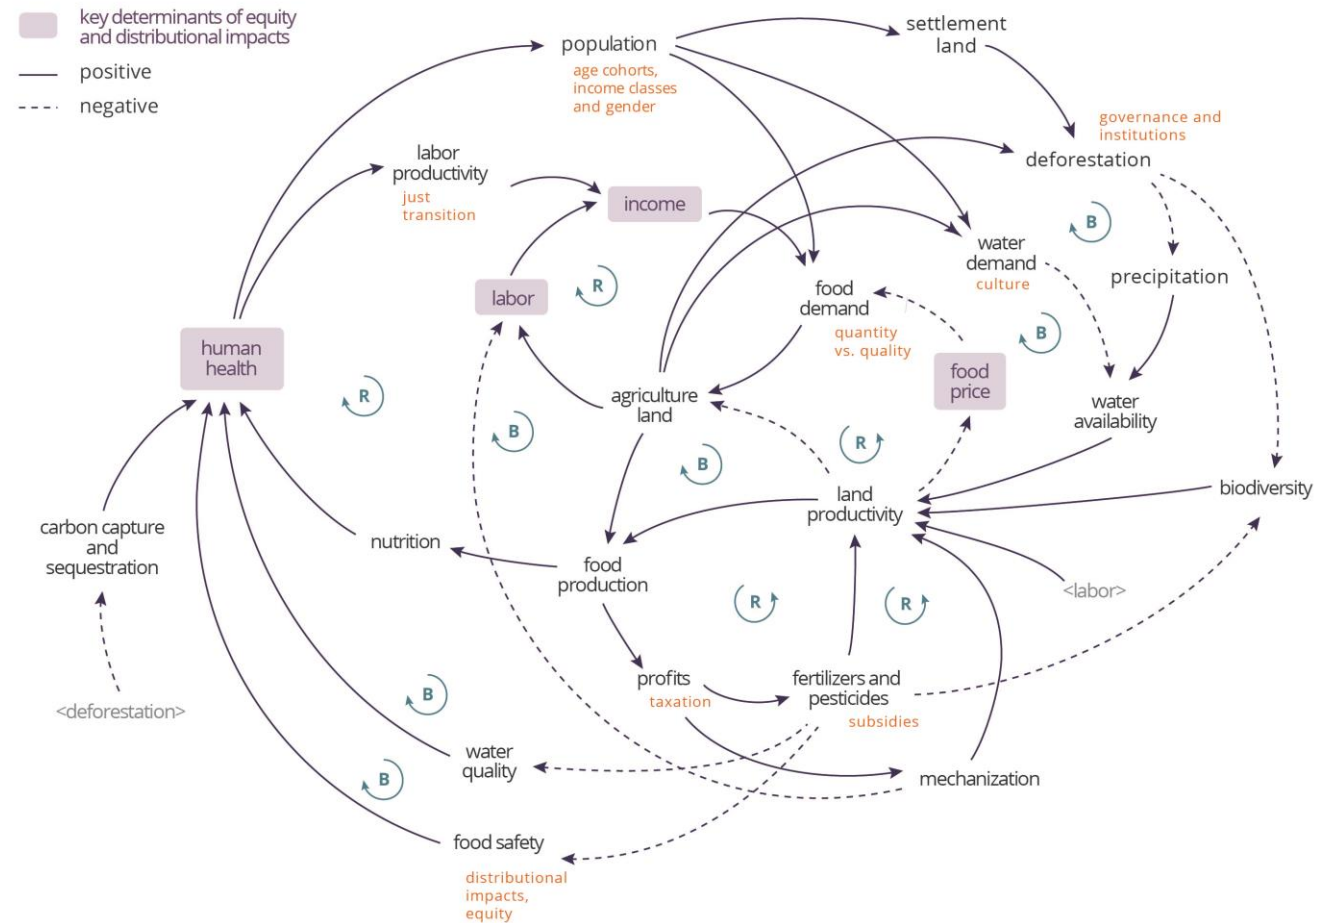 key determinants of equity
and distributional impacts
positive
negative
population
age cohorts,
income classes
and gender
settlement
land
governance and
institutions
deforestation
labor
productivity
just
transition
income
B
water
demand
culture
precipitation
labor
R
food
demand
quantity
vs. quality
B
human
health
R
food
price
agriculture
land
water
availability
B
B
R
biodiversity
land
productivity
carbon capture
and
sequestration
nutrition
food
production
R
R
<labor>
<deforestation>
profits
taxation
fertilizers and
pesticides
subsidies
B
water
quality
B
mechanization
food safety
distributional
impacts,
equity